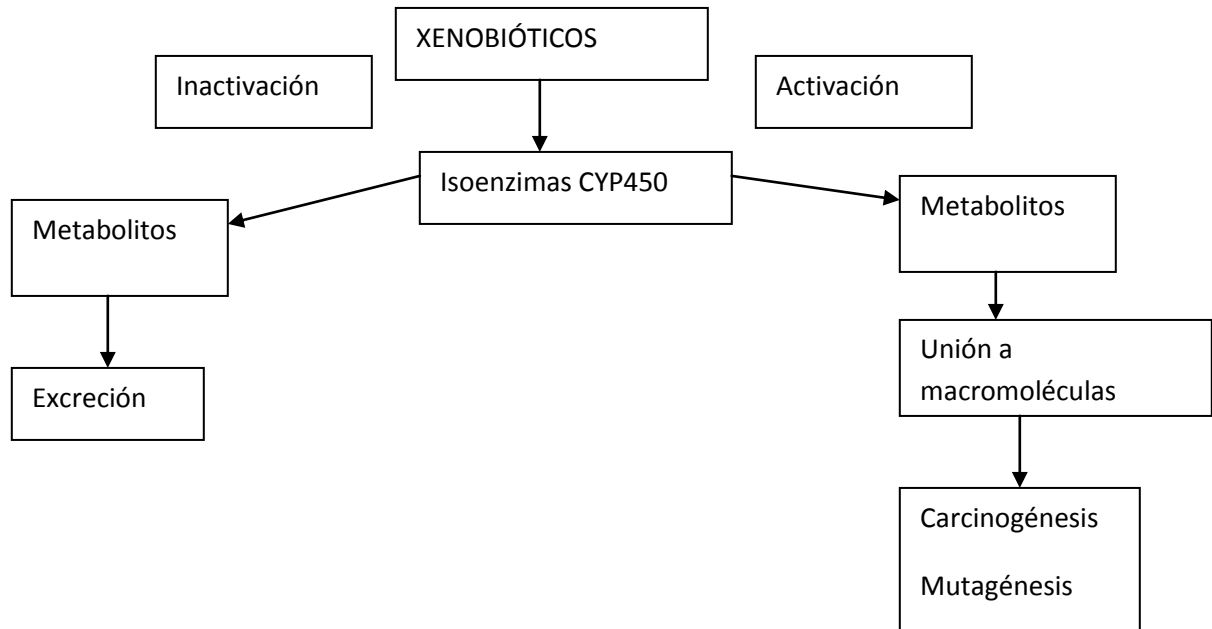 XENOBIÓTICOS
Inactivación
Activación
Isoenzimas CYP450
Metabolitos
Metabolitos
Excreción
Unión a
macromoléculas
Carcinogénesis
Mutagénesis